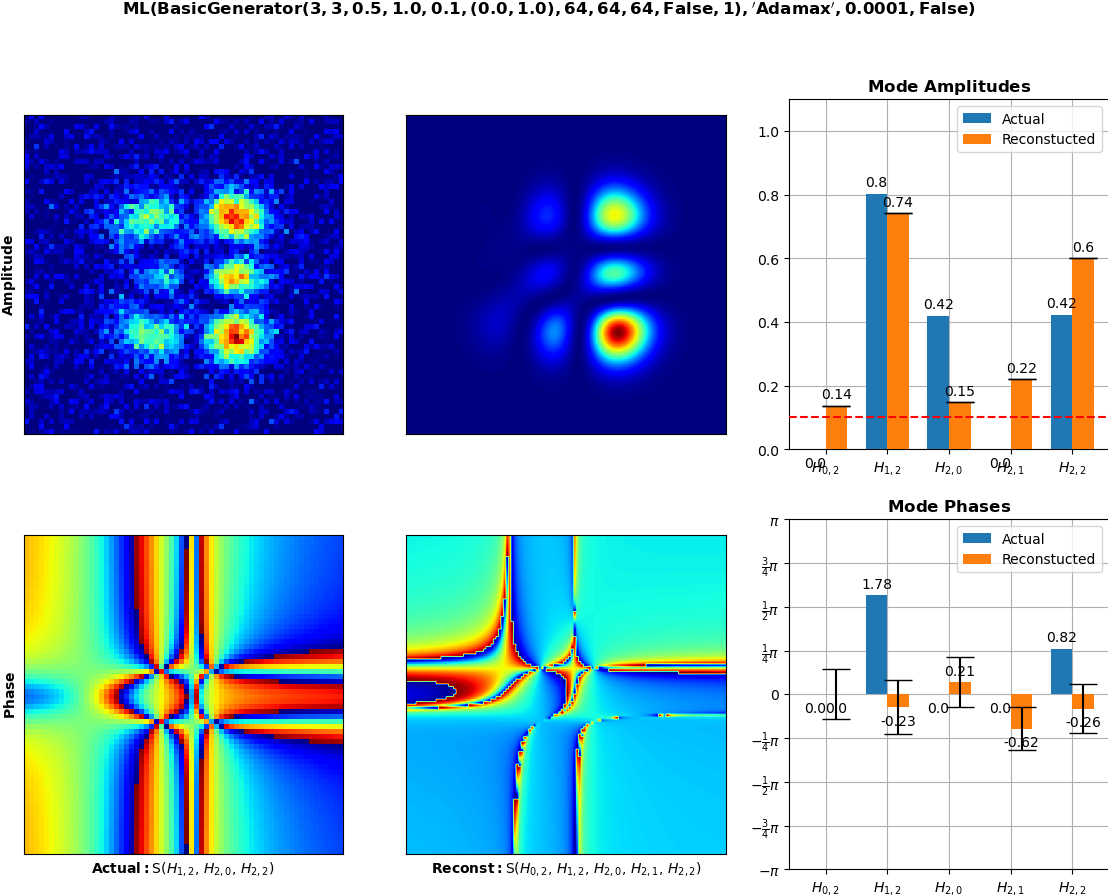 ML(BasicGenerator(3, 3, 0.5, 1.0, 0.1, (0.0, 1.0), 64, 64, 64, False, 1), ′Adamax′, 0.0001, False)
Amplitude
Mode Amplitudes
Actual
Reconstucted
1.0
0.8
0.6
0.4
0.2
0.0
0.0
0.14
0.8
0.74
0.42
0.15
0.0
0.22
0.42
0.6
H0,2
H1,2
H2,0
H2,1
H2,2
Phase
Actual: S(H1,2, H2,0, H2,2)
Reconst: S(H0,2, H1,2, H2,0, H2,1, H2,2)
Mode Phases
Actual
Reconstucted
π
3/4π
1/2π
1/4π
0
−1/4π
−1/2π
−3/4π
−π
0.0
0.0
1.78
-0.23
0.0
0.21
0.0
-0.62
0.82
-0.26
H0,2
H1,2
H2,0
H2,1
H2,2